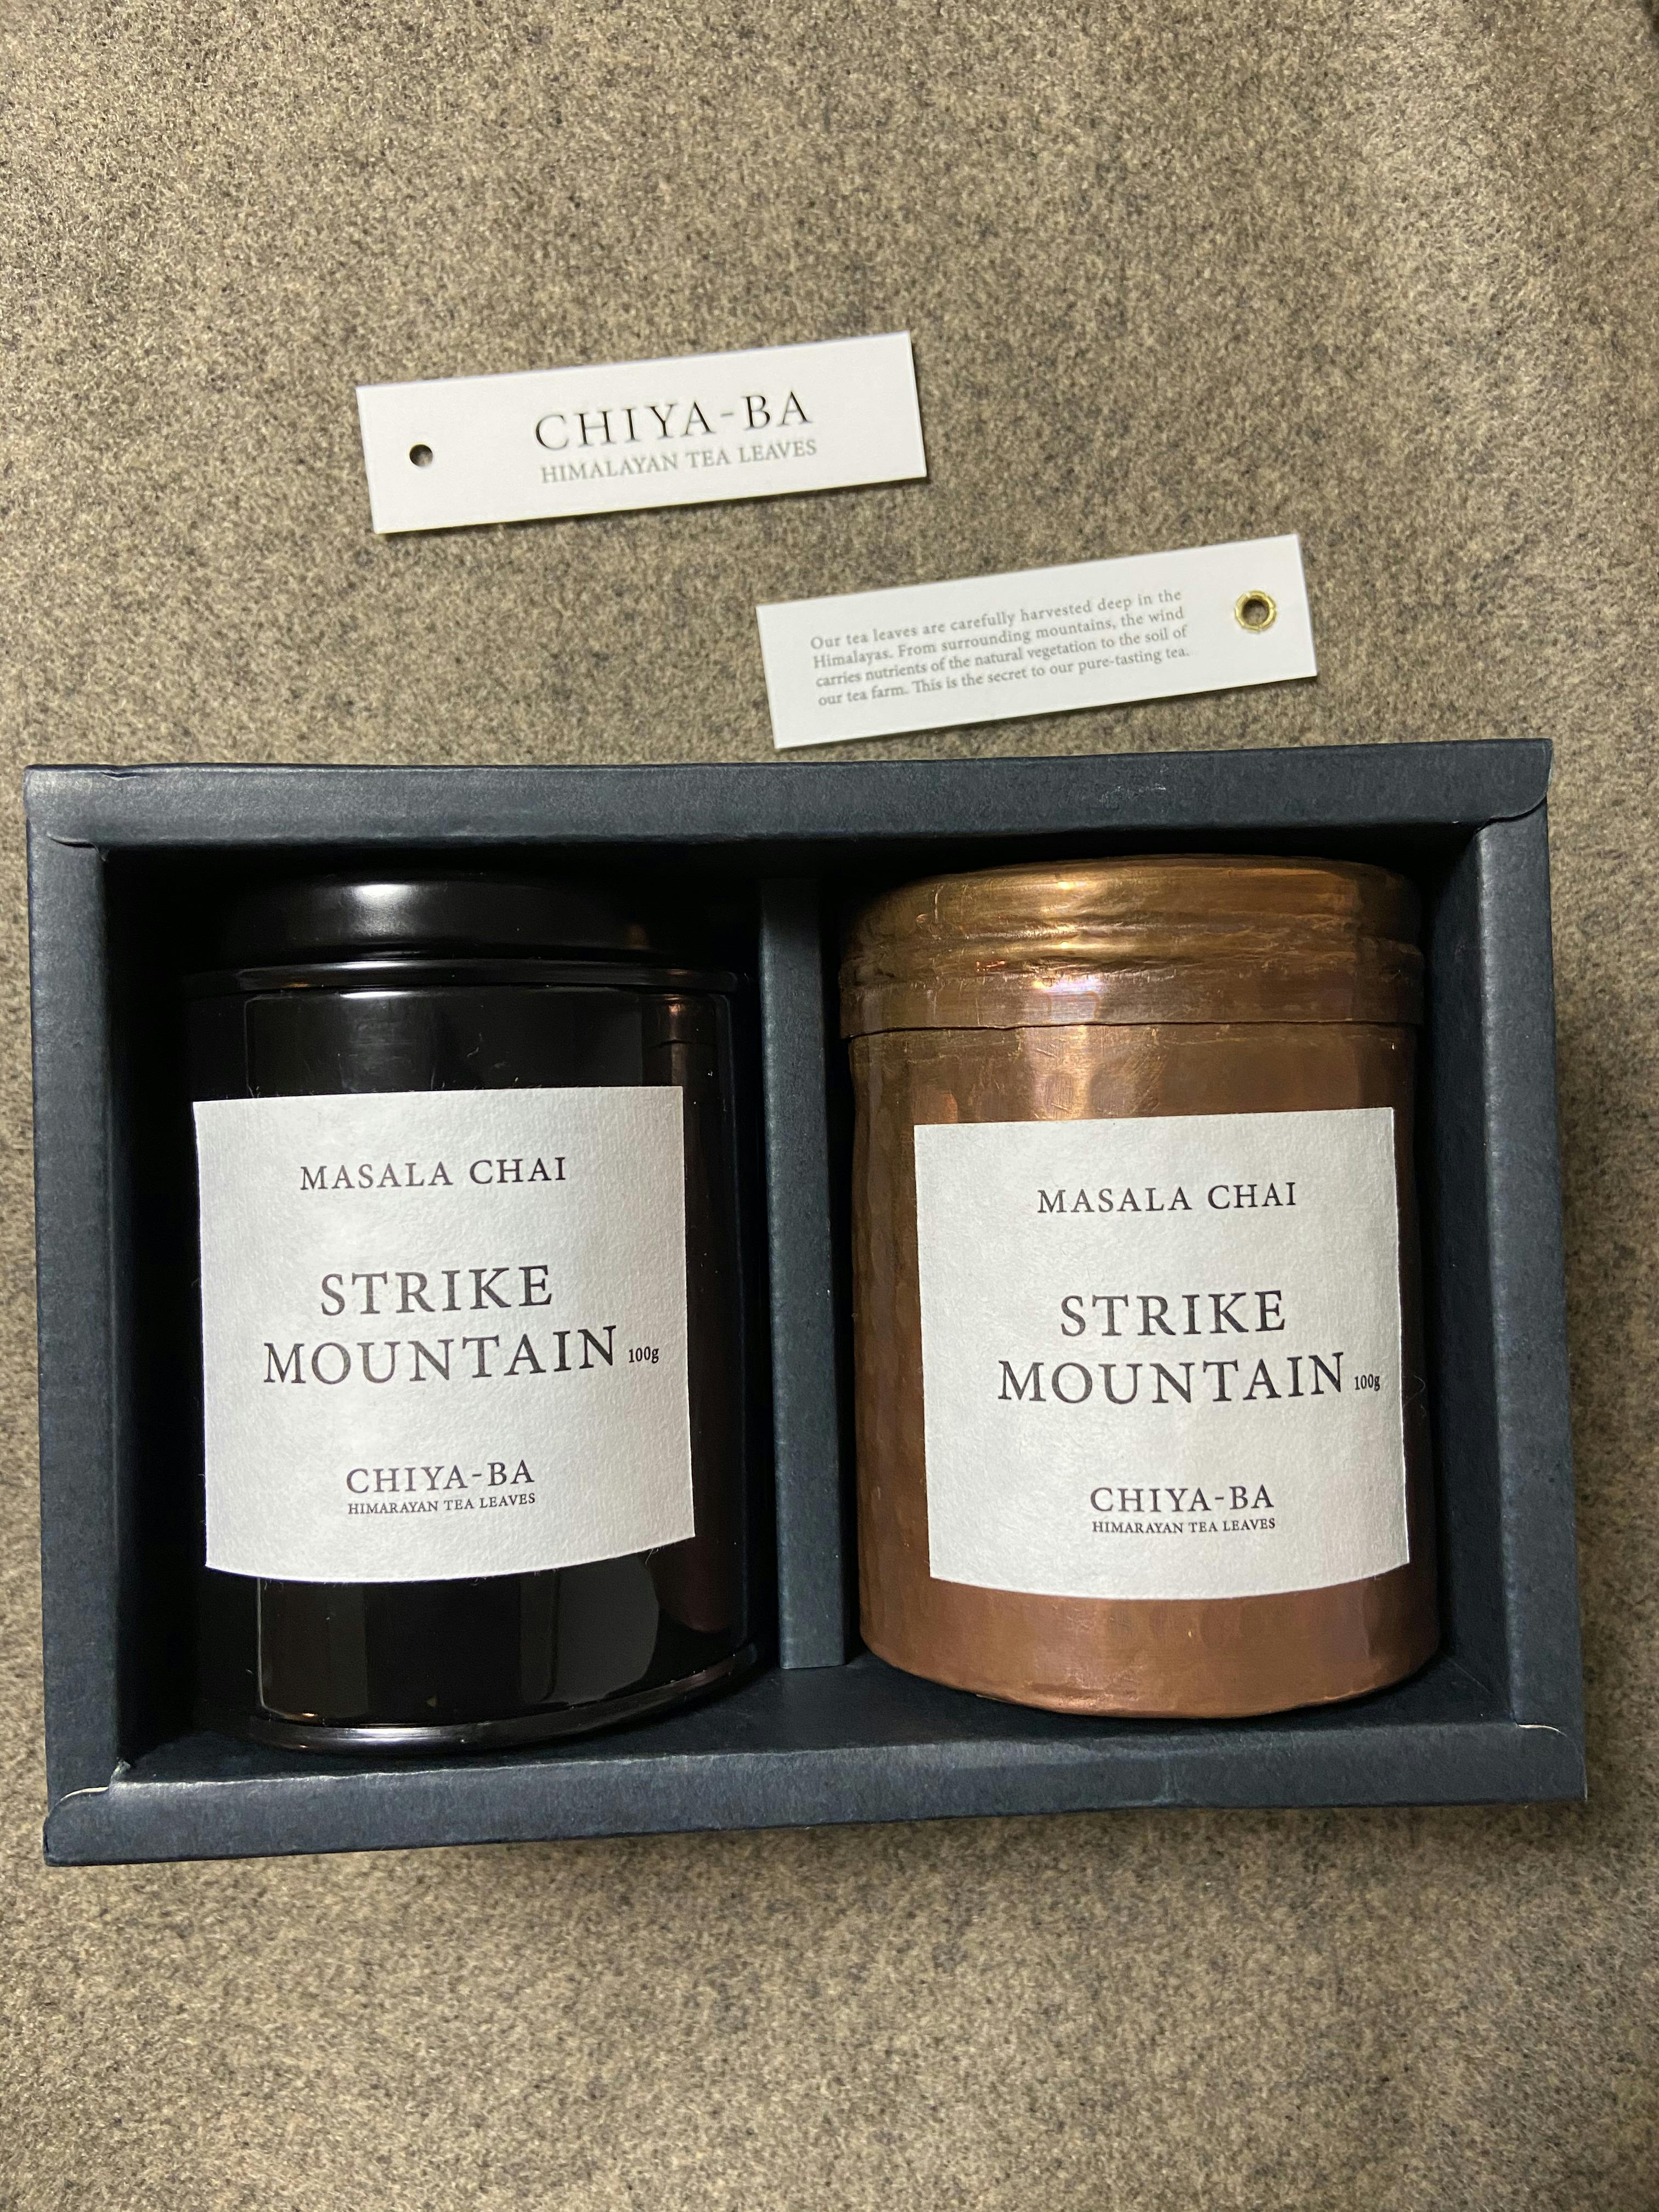 CHIYA-BA
HIMALAYAN TEA LEAVES
Our tea leaves are carefully harvested deep in the
Himalayas. From surrounding mountains, the wind
carries nutrients of the natural vegetation to the soil of
our tea farm. This is the secret to our pure-tasting tea.
MASALA CHAI
STRIKE
MOUNTAIN 100g
CHIYA-BA
HIMARAYAN TEA LEAVES
MASALA CHAI
STRIKE
MOUNTAIN 100g
CHIYA-BA
HIMARAYAN TEA LEAVES